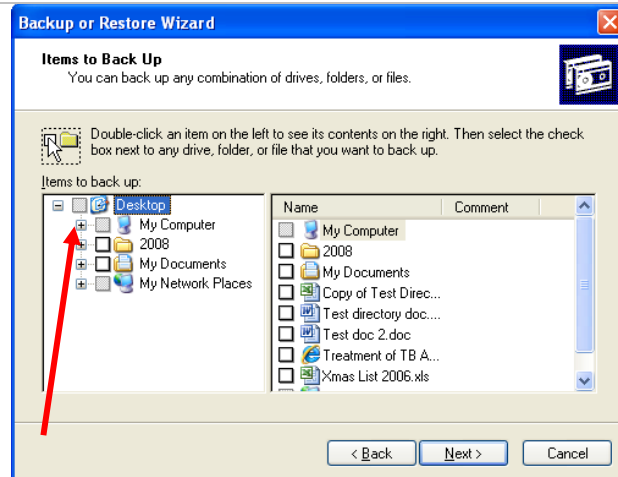 Backup or Restore Wizard
Items to Back Up
You can back up any combination of drives, folders, or files.
Double-click an item on the left to see its contents on the right. Then select the check
box next to any drive, folder, or file that you want to back up.
Items to back up:
Desktop
My Computer
2008
My Documents
My Network Places
Name Comment
My Computer
2008
My Documents
Copy of Test Direc...
Test directory doc....
Test doc 2.doc
Treatment of TB A...
Xmas List 2006.xls
< Back Next > Cancel